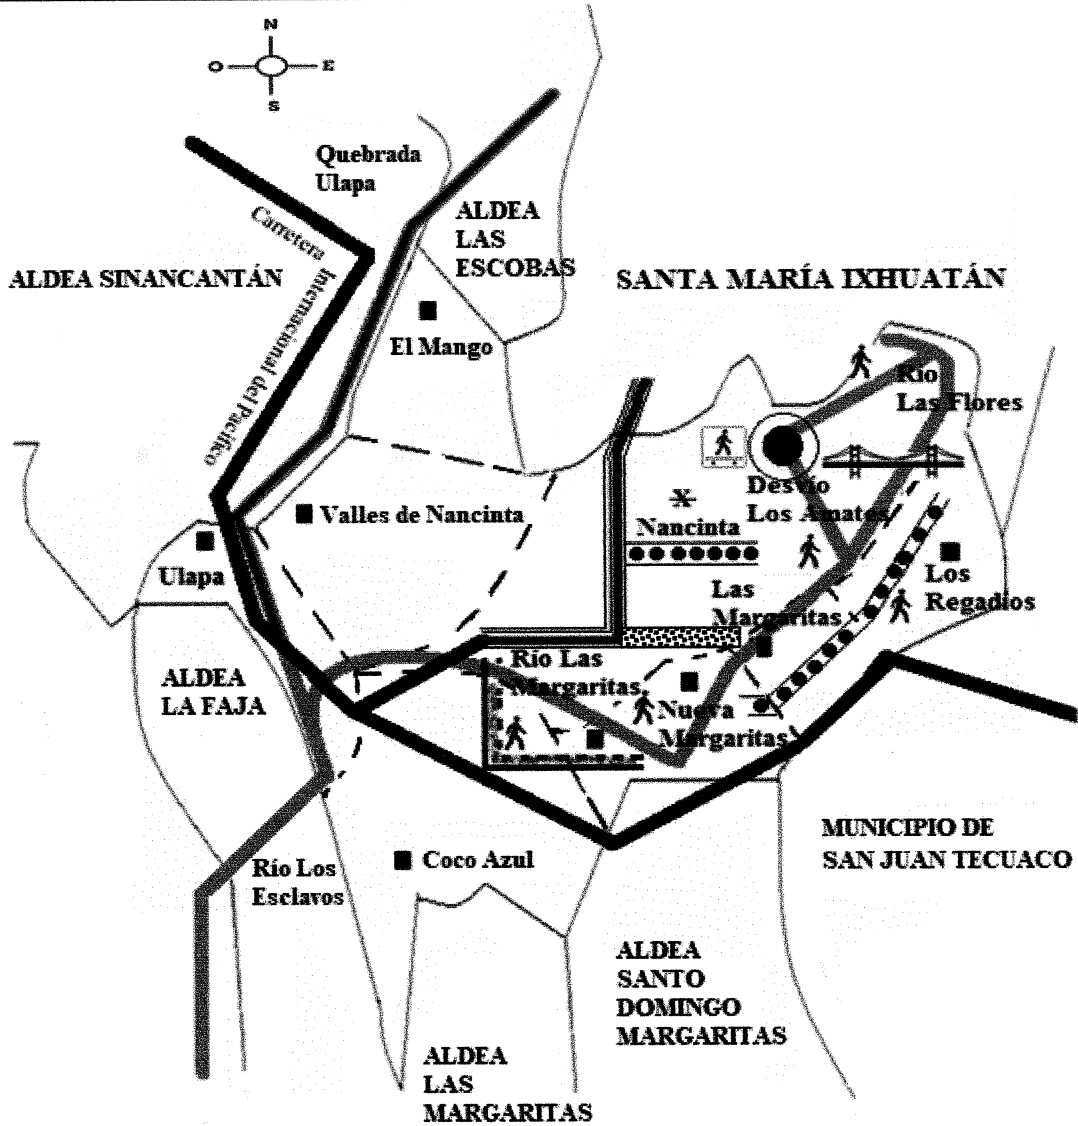 N
O
E
S
Quebrada
Ulapa
Carretera
Internacional del Pacífico
ALDEA
LAS
ESCOBAS
ALDEA SINANCANTÁN
SANTA MARÍA IXHUATÁN
El Mango
Río
Las Flores
Desvío
Los Amates
X
Nancinta
Valles de Nancinta
Ulapa
Las
Margaritas
Los
Regadios
Río Las
Margaritas
Nueva
Margaritas
ALDEA
LA FAJA
Coco Azul
Río Los
Esclavos
MUNICIPIO DE
SAN JUAN TECUACO
ALDEA
SANTO
DOMINGO
MARGARITAS
ALDEA
LAS
MARGARITAS